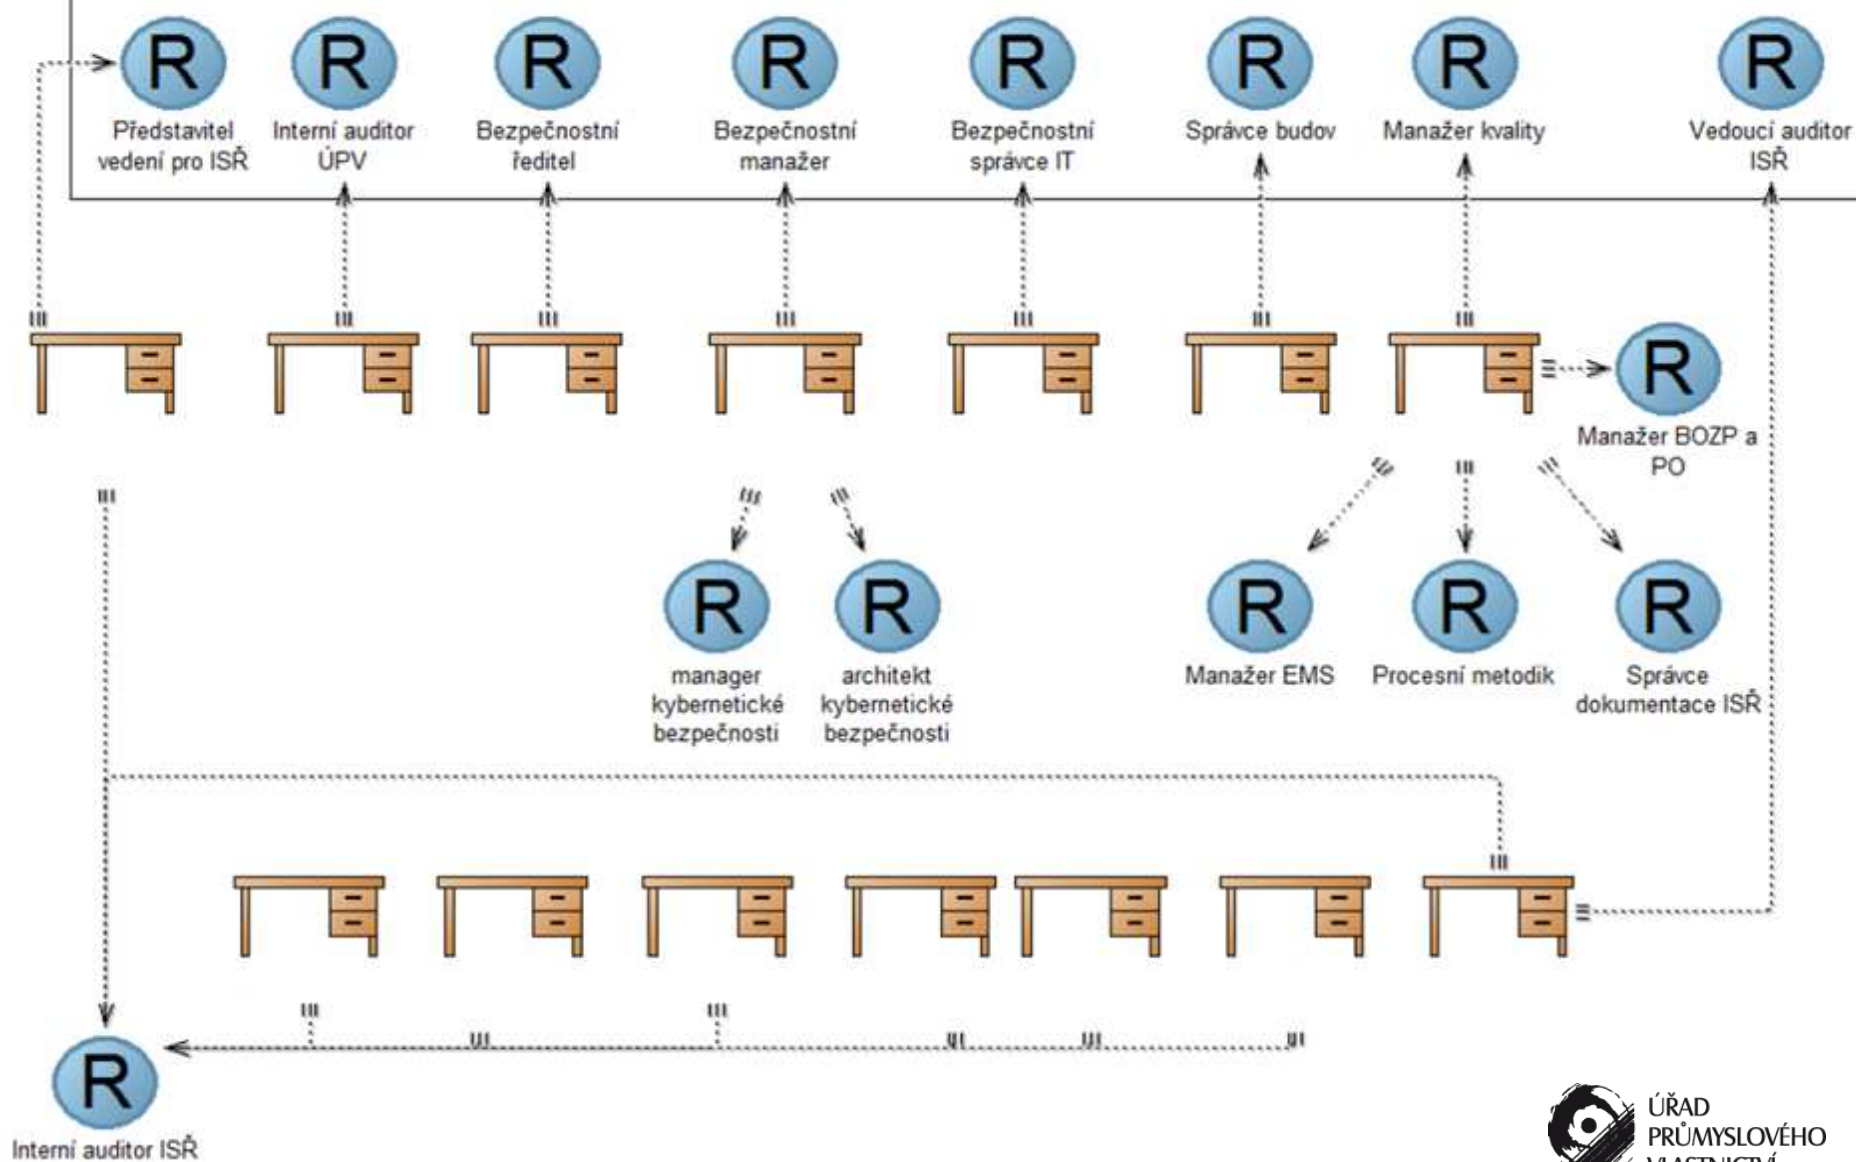 R
R
R
R
R
R
R
R
Představitel
vedení pro ISŘ
Interní auditor
ÚPV
Bezpečnostní
ředitel
Bezpečnostní
manažer
Bezpečnostní
správce IT
Správce budov
Manažer kvality
Vedoucí auditor
ISŘ
R
Manažer BOZP a
PO
R
manager
kybernetické
bezpečnosti
R
architekt
kybernetické
bezpečnosti
R
Manažer EMS
R
Procesní metodik
R
Správce
dokumentace ISŘ
R
Interní auditor ISŘ
ÚŘAD
PRŮMYSLOVÉHO
VLASTNICTVÍ